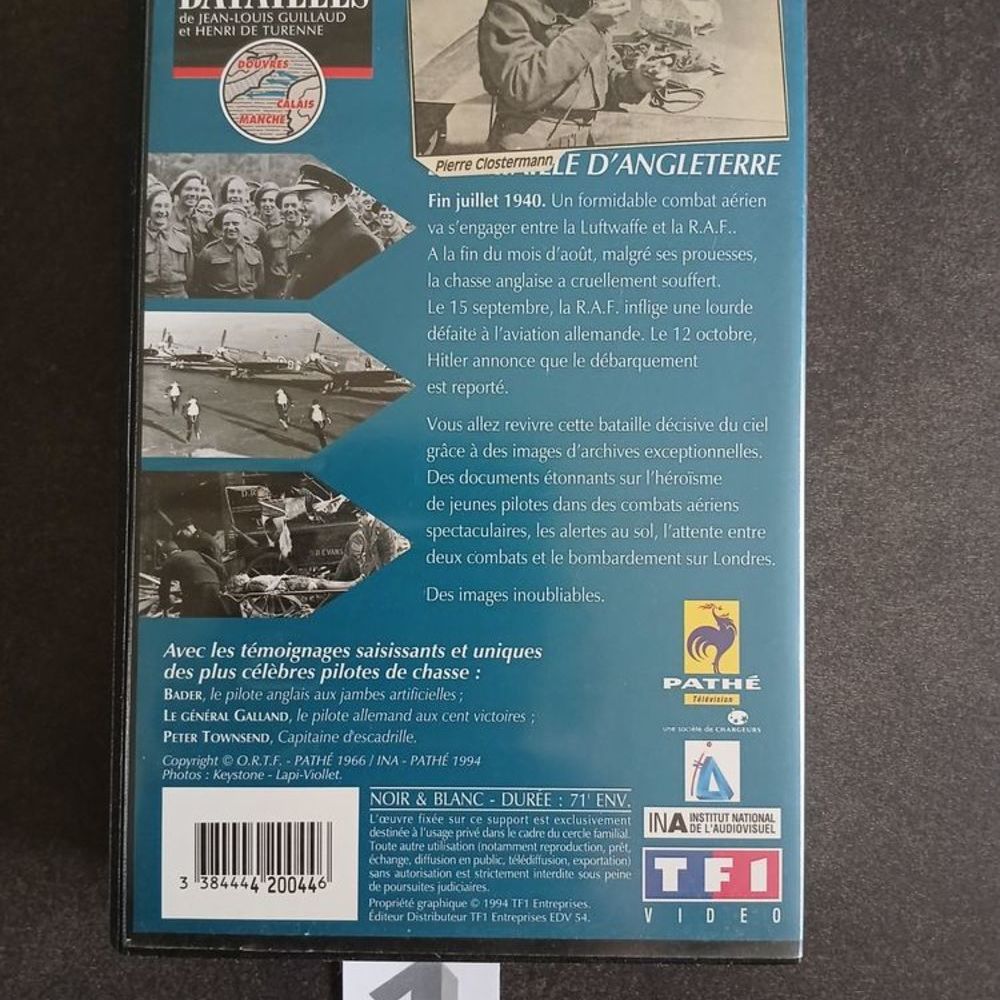 BATAILLES
de JEAN-LOUIS GUILLAUD
et HENRI DE TURENNE
DOUVRES
CALAIS
MANCHE
Pierre Clostermann
D'ANGLETERRE
Fin juillet 1940. Un formidable combat aérien
va s'engager entre la Luftwaffe et la R.A.F..
A la fin du mois d'août, malgré ses prouesses,
la chasse anglaise a cruellement souffert.
Le 15 septembre, la R.A.F. inflige une lourde
défaite à l'aviation allemande. Le 12 octobre,
Hitler annonce que le débarquement
est reporté.
Vous allez revivre cette bataille décisive du ciel
grâce à des images d'archives exceptionnelles.
Des documents étonnants sur l'héroïsme
de jeunes pilotes dans des combats aériens
spectaculaires, les alertes au sol, l'attente entre
deux combats et le bombardement sur Londres.
Des images inoubliables.
Avec les témoignages saisissants et uniques
des plus célèbres pilotes de chasse :
BADER, le pilote anglais aux jambes artificielles ;
LE GÉNÉRAL GALLAND, le pilote allemand aux cent victoires ;
PETER TOWNSEND, Capitaine d'escadrille.
Copyright © O.R.T.F. - PATHÉ 1966 / INA - PATHÉ 1994
Photos : Keystone - Lapi-Viollet.
PATHÉ
Télévision
une société de CHARGEURS
NOIR & BLANC - DURÉE : 71' ENV.
L'œuvre fixée sur ce support est exclusivement
destinée à l'usage privé dans le cadre du cercle familial.
Toute autre utilisation (notamment reproduction, prêt,
échange, diffusion en public, télédiffusion, exportation)
sans autorisation est strictement interdite sous peine
de poursuites judiciaires.
Propriété graphique © 1994 TF1 Entreprises.
Éditeur Distributeur TF1 Entreprises EDV 54.
3 384444 200446
INA INSTITUT NATIONAL
DE L'AUDIOVISUEL
TF1
VIDEO